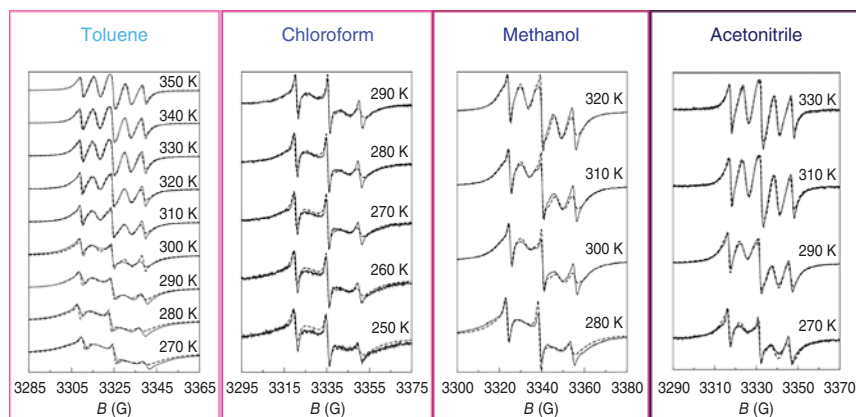 Toluene
350 K
340 K
330 K
320 K
310 K
300 K
290 K
280 K
270 K
3285 3305 3325 3345 3365
B (G)
Chloroform
290 K
280 K
270 K
260 K
250 K
3295 3315 3335 3355 3375
B (G)
Methanol
320 K
310 K
300 K
280 K
3300 3320 3340 3360 3380
B (G)
Acetonitrile
330 K
310 K
290 K
270 K
3290 3310 3330 3350 3370
B (G)